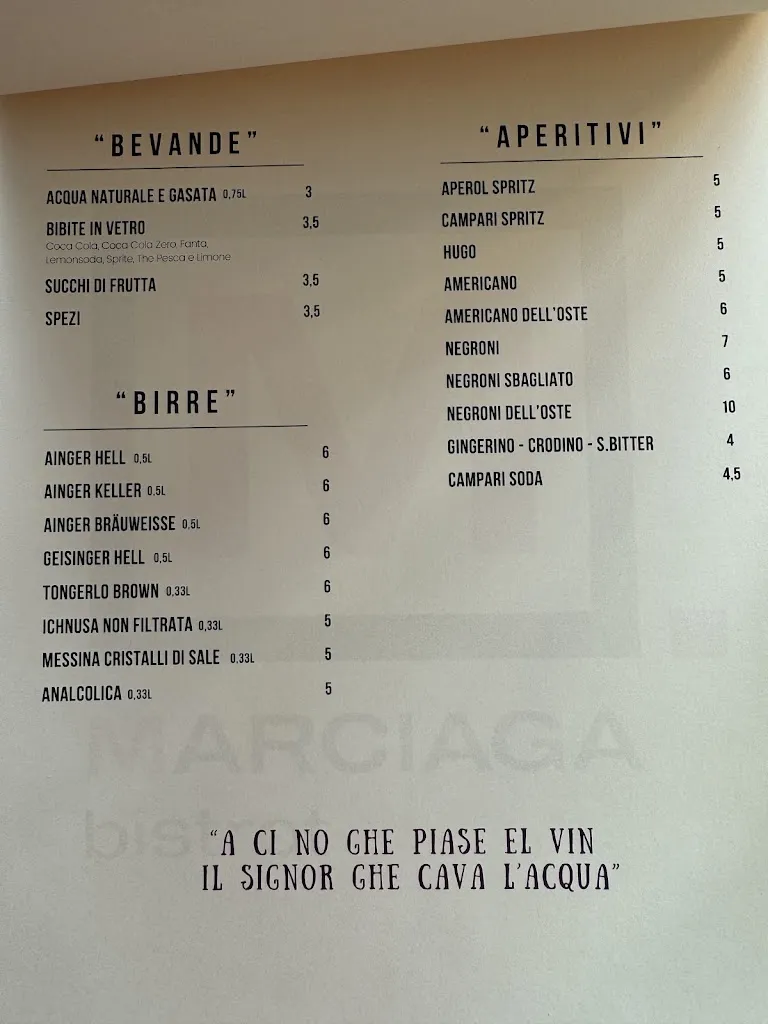 "BEVANDE"
ACQUA NATURALE E GASATA 0,75L 3
BIBITE IN VETRO 3,5
Coca Cola, Coca Cola Zero, Fanta,
Lemonsoda, Sprite, The Pesca e Limone
SUCCHI DI FRUTTA 3,5
SPEZI 3,5
"BIRRE"
AINGER HELL 0,5L 6
AINGER KELLER 0,5L 6
AINGER BRÄUWEISSE 0,5L 6
GEISINGER HELL 0,5L 6
TONGERLO BROWN 0,33L 6
ICHNUSA NON FILTRATA 0,33L 5
MESSINA CRISTALLI DI SALE 0,33L 5
ANALCOLICA 0,33L 5
"APERITIVI"
APEROL SPRITZ 5
CAMPARI SPRITZ 5
HUGO 5
AMERICANO 5
AMERICANO DELL'OSTE 6
NEGRONI 7
NEGRONI SBAGLIATO 6
NEGRONI DELL'OSTE 10
GINGERINO - CRODINO - S.BITTER 4
CAMPARI SODA 4,5
MARCIAGA
bistrot
"A CI NO GHE PIASE EL VIN
IL SIGNOR GHE CAVA L'ACQUA"